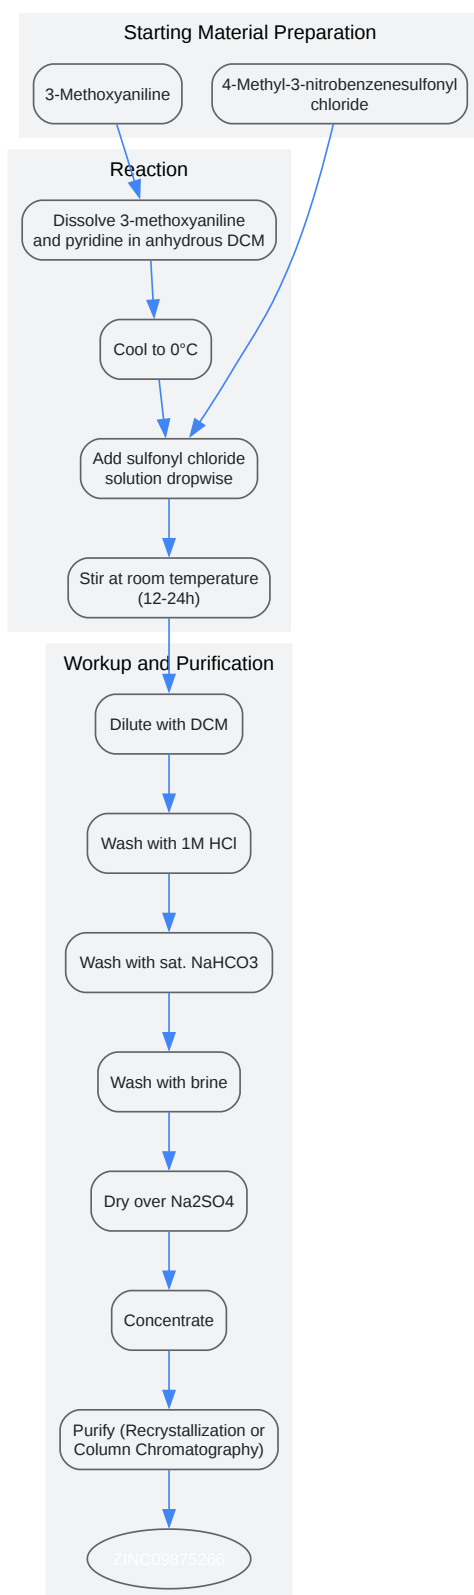 Starting Material Preparation
3-Methoxyaniline
4-Methyl-3-nitrobenzenesulfonyl
chloride
Reaction
Dissolve 3-methoxyaniline
and pyridine in anhydrous DCM
Cool to 0°C
Add sulfonyl chloride
solution dropwise
Stir at room temperature
(12-24h)
Workup and Purification
Dilute with DCM
Wash with 1M HCl
Wash with sat. NaHCO3
Wash with brine
Dry over Na2SO4
Concentrate
Purify (Recrystallization or
Column Chromatography)
ZINC09875266